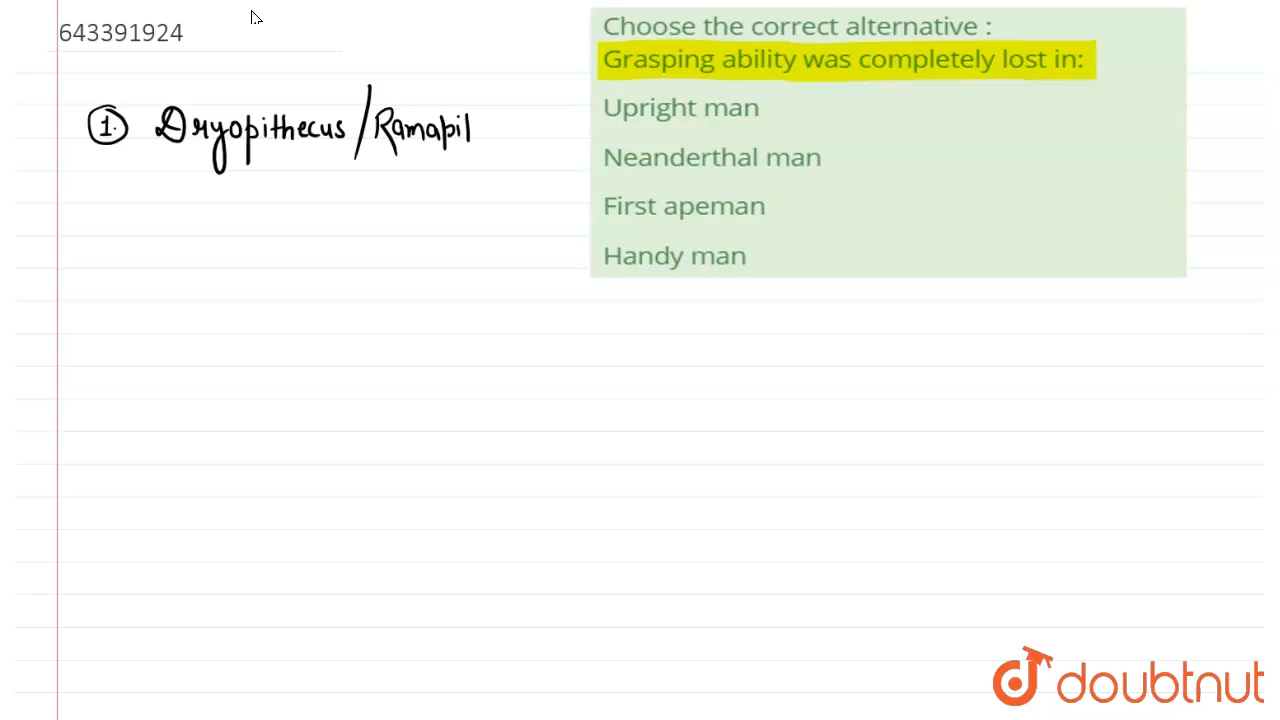 643391924
① Dryopithecus / Ramapil
Choose the correct alternative :
Grasping ability was completely lost in:
Upright man
Neanderthal man
First apeman
Handy man
doubtnut